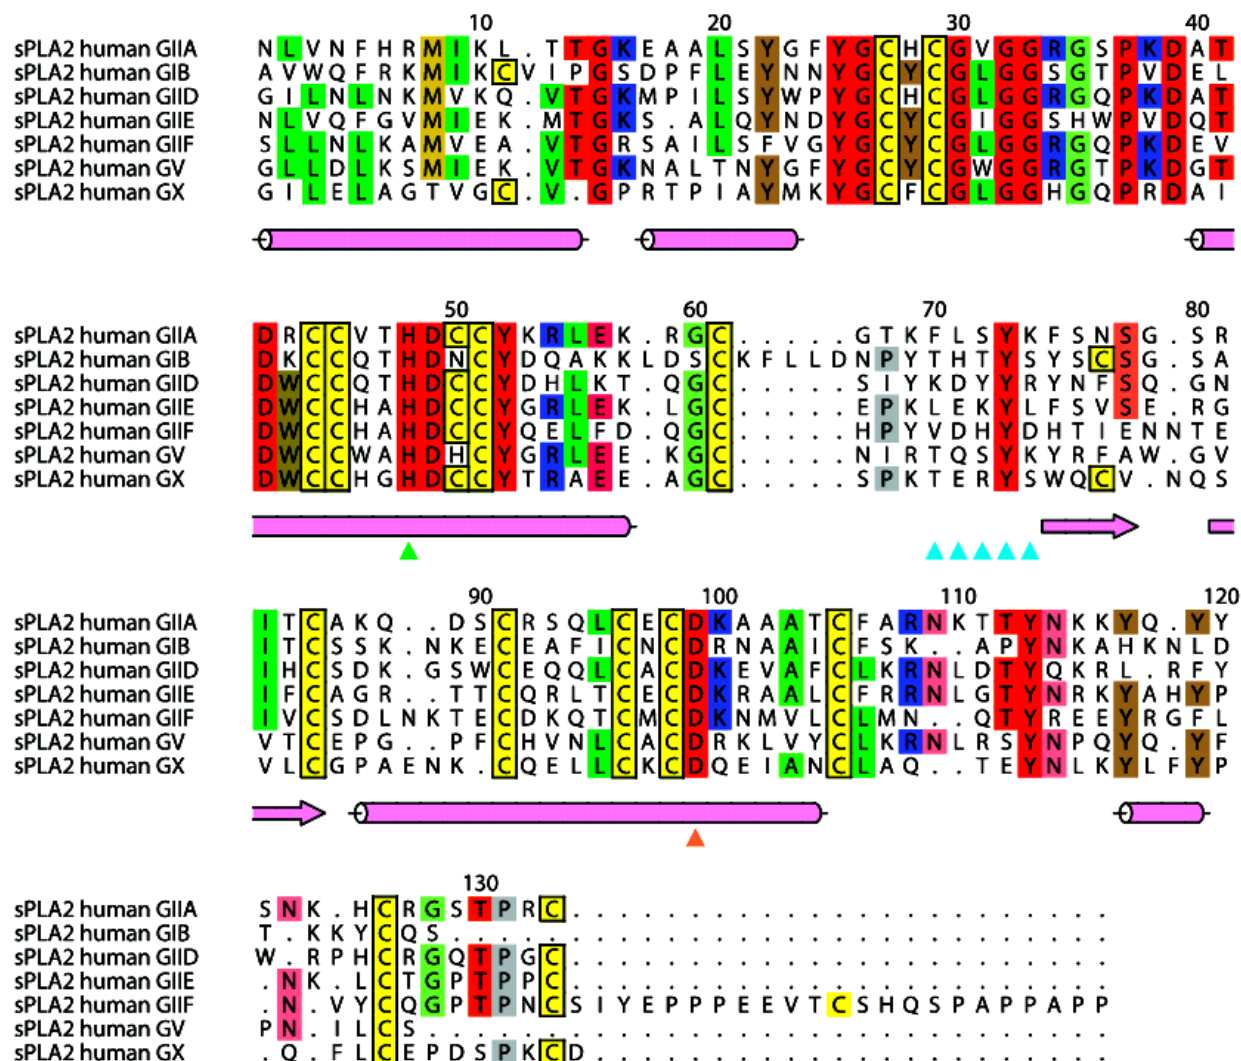 10 20 30 40
sPLA2 human GIIA N L V N F H R M I K L . T T G K E A A L S Y G F Y G C H C G V G G R G S P K D A T
sPLA2 human GIB A V W Q F R K M I K C V I P G S D P F L E Y N N Y G C Y C G L G G S G T P V D E L
sPLA2 human GIID G I L N L N K M V K Q . V T G K M P I L S Y W P Y G C H C G L G G R G Q P K D A T
sPLA2 human GIIE N L V Q F G V M I E K . M T G K S . A L Q Y N D Y G C Y C G I G G S H W P V D Q T
sPLA2 human GIIF S L L N L K A M V E A . V T G R S A I L S F V G Y G C Y C G L G G R G Q P K D E V
sPLA2 human GV G L L D L K S M I E K . V T G K N A L T N Y G F Y G C Y C G W G G R G T P K D G T
sPLA2 human GX G I L E L A G T V G C . V . G P R T P I A Y M K Y G C F C G L G G H G Q P R D A I
50 60 70 80
sPLA2 human GIIA D R C C V T H D C C Y K R L E K . R G C . . . . . G T K F L S Y K F S N S G . S R
sPLA2 human GIB D K C C Q T H D N C Y D Q A K K L D S C K F L L D N P Y T H T Y S Y S C S G . S A
sPLA2 human GIID D W C C Q T H D C C Y D H L K T . Q G C . . . . . S I Y K D Y Y R Y N F S Q . G N
sPLA2 human GIIE D W C C H A H D C C Y G R L E K . L G C . . . . . E P K L E K Y L F S V S E . R G
sPLA2 human GIIF D W C C H A H D C C Y Q E L F D . Q G C . . . . . H P Y V D H Y D H T I E N N T E
sPLA2 human GV D W C C W A H D H C Y G R L E E . K G C . . . . . N I R T Q S Y K Y R F A W . G V
sPLA2 human GX D W C C H G H D C C Y T R A E E . A G C . . . . . S P K T E R Y S W Q C V . N Q S
90 100 110 120
sPLA2 human GIIA I T C A K Q . . D S C R S Q L C E C D K A A A T C F A R N K T T Y N K K Y Q . Y Y
sPLA2 human GIB I T C S S K . N K E C E A F I C N C D R N A A I C F S K . . A P Y N K A H K N L D
sPLA2 human GIID I H C S D K . G S W C E Q Q L C A C D K E V A F C L K R N L D T Y Q K R L . R F Y
sPLA2 human GIIE I F C A G R . . T T C Q R L T C E C D K R A A L C F R R N L G T Y N R K Y A H Y P
sPLA2 human GIIF I V C S D L N K T E C D K Q T C M C D K N M V L C L M N . . Q T Y R E E Y R G F L
sPLA2 human GV V T C E P G . . P F C H V N L C A C D R K L V Y C L K R N L R S Y N P Q Y Q . Y F
sPLA2 human GX V L C G P A E N K . C Q E L L C K C D Q E I A N C L A Q . . T E Y N L K Y L F Y P
130
sPLA2 human GIIA S N K . H C R G S T P R C . . . . . . . . . . . . . . . . . . . . . . .
sPLA2 human GIB T . K K Y C Q S . . . . . . . . . . . . . . . . . . . . . . . . . . . .
sPLA2 human GIID W . R P H C R G Q T P G C . . . . . . . . . . . . . . . . . . . . . . .
sPLA2 human GIIE . N K . L C T G P T P P C . . . . . . . . . . . . . . . . . . . . . . .
sPLA2 human GIIF . N . V Y C Q G P T P N C S I Y E P P P E E V T C S H Q S P A P P A P P
sPLA2 human GV P N . I L C S . . . . . . . . . . . . . . . . . . . . . . . . . . . . .
sPLA2 human GX . Q . F L C E P D S P K C D . . . . . . . . . . . . . . . . . . . . . .